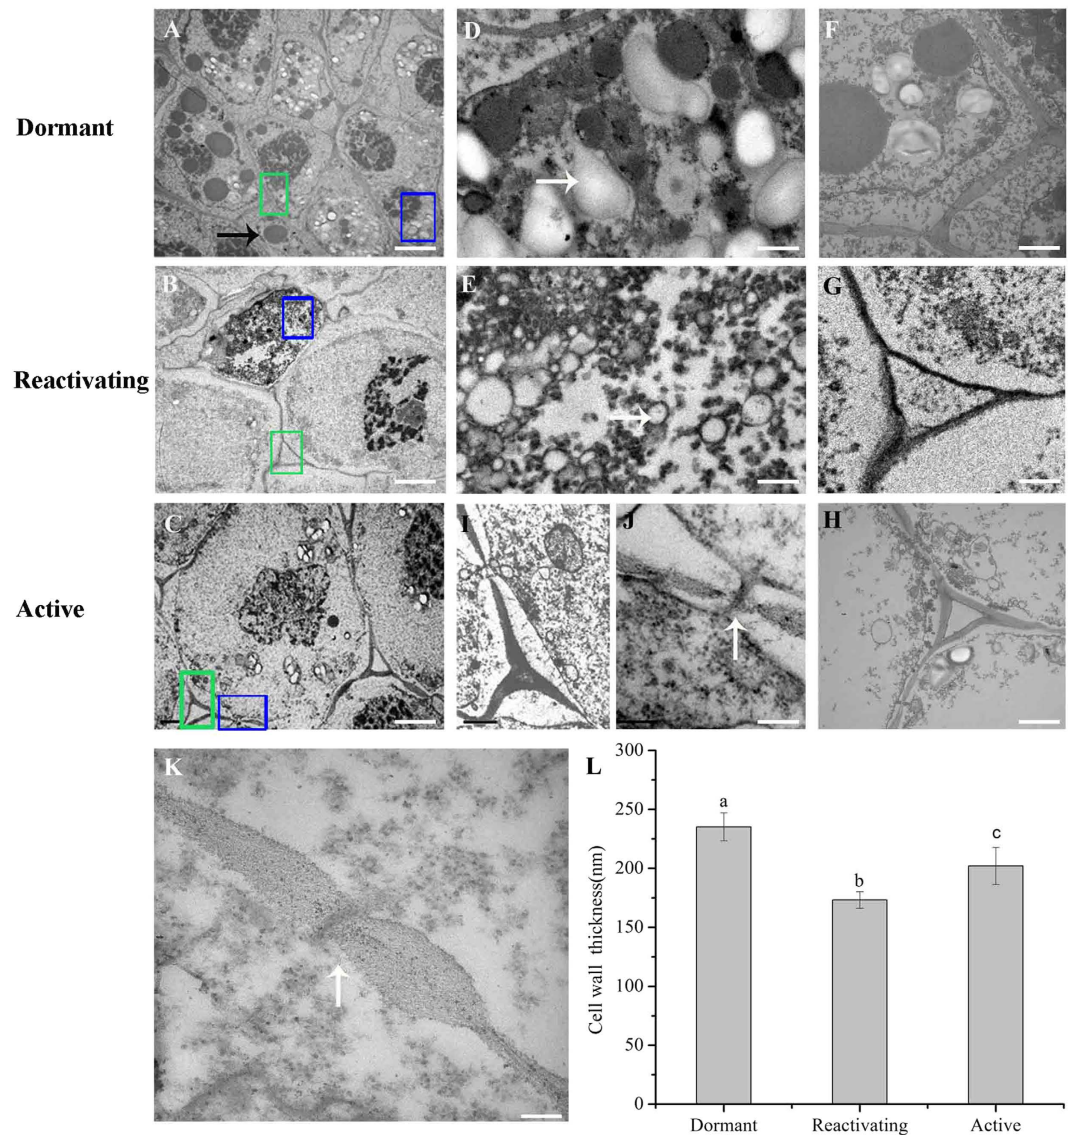 A
D
F
Dormant
B
E
G
Reactivating
C
I
J
H
Active
K
L
300
250
200
150
100
50
0
Cell wall thickness(nm)
a
b
c
Dormant
Reactivating
Active